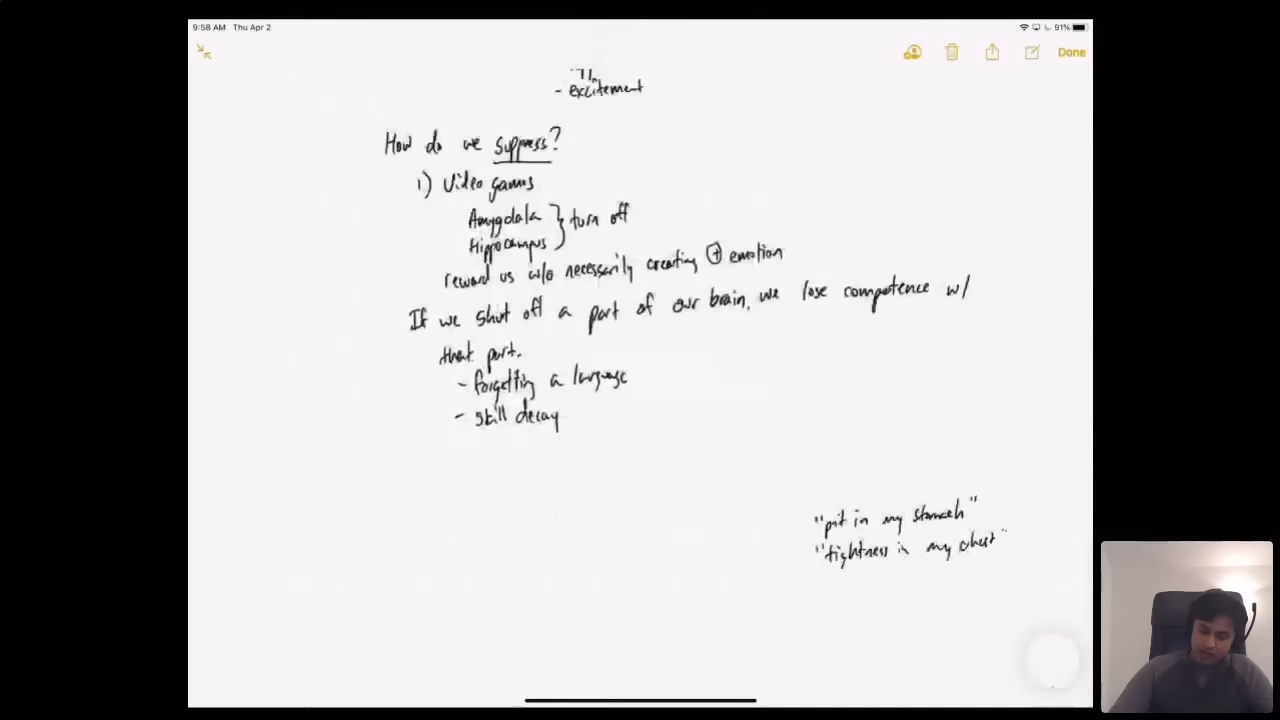 9:58 AM Thu Apr 2
91%
Done
- excitement
How do we suppress?
1) Video games
Amygdala
Hippocampus } turn off
reward us w/o necessarily creating ⊕ emotion
If we shut off a part of our brain, we lose competence w/
that part.
- forgetting a language
- skill decay
"pit in my stomach"
"tightness in my chest"